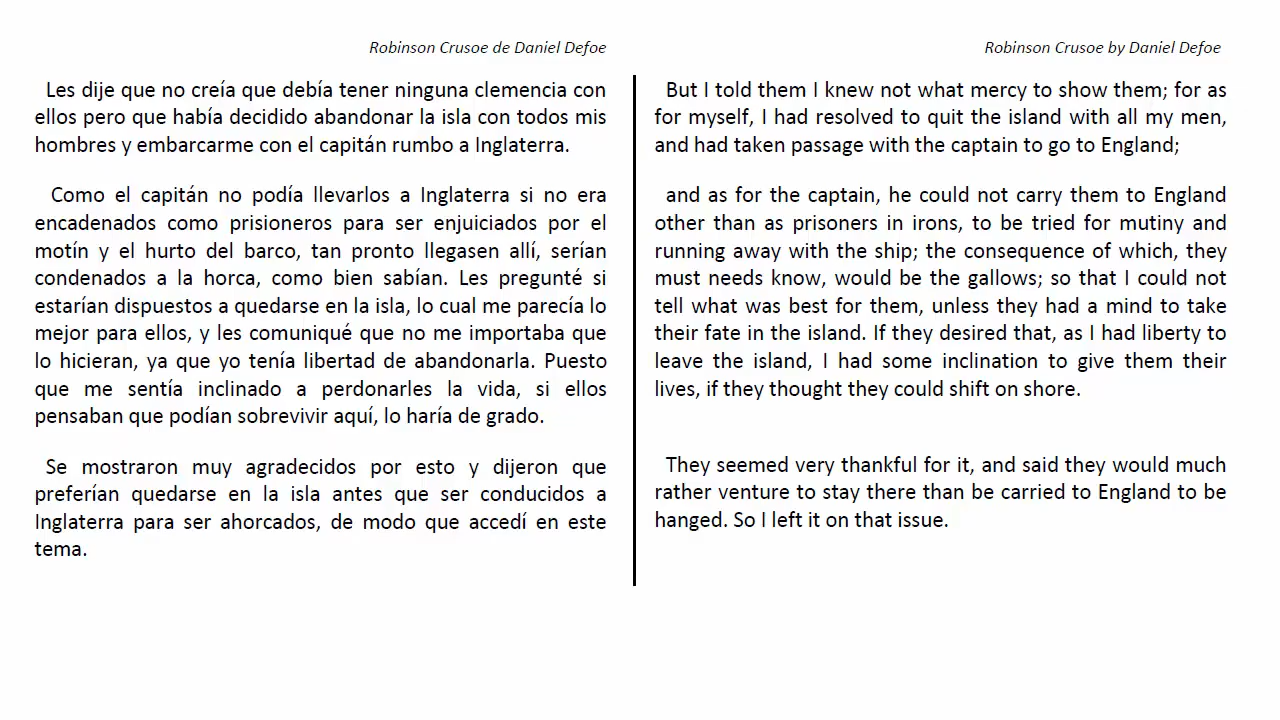 Robinson Crusoe de Daniel Defoe
Les dije que no creía que debía tener ninguna clemencia con
ellos pero que había decidido abandonar la isla con todos mis
hombres y embarcarme con el capitán rumbo a Inglaterra.
Como el capitán no podía llevarlos a Inglaterra si no era
encadenados como prisioneros para ser enjuiciados por el
motín y el hurto del barco, tan pronto llegasen allí, serían
condenados a la horca, como bien sabían. Les pregunté si
estarían dispuestos a quedarse en la isla, lo cual me parecía lo
mejor para ellos, y les comuniqué que no me importaba que
lo hicieran, ya que yo tenía libertad de abandonarla. Puesto
que me sentía inclinado a perdonarles la vida, si ellos
pensaban que podían sobrevivir aquí, lo haría de grado.
Se mostraron muy agradecidos por esto y dijeron que
preferían quedarse en la isla antes que ser conducidos a
Inglaterra para ser ahorcados, de modo que accedí en este
tema.
Robinson Crusoe by Daniel Defoe
But I told them I knew not what mercy to show them; for as
for myself, I had resolved to quit the island with all my men,
and had taken passage with the captain to go to England;
and as for the captain, he could not carry them to England
other than as prisoners in irons, to be tried for mutiny and
running away with the ship; the consequence of which, they
must needs know, would be the gallows; so that I could not
tell what was best for them, unless they had a mind to take
their fate in the island. If they desired that, as I had liberty to
leave the island, I had some inclination to give them their
lives, if they thought they could shift on shore.
They seemed very thankful for it, and said they would much
rather venture to stay there than be carried to England to be
hanged. So I left it on that issue.